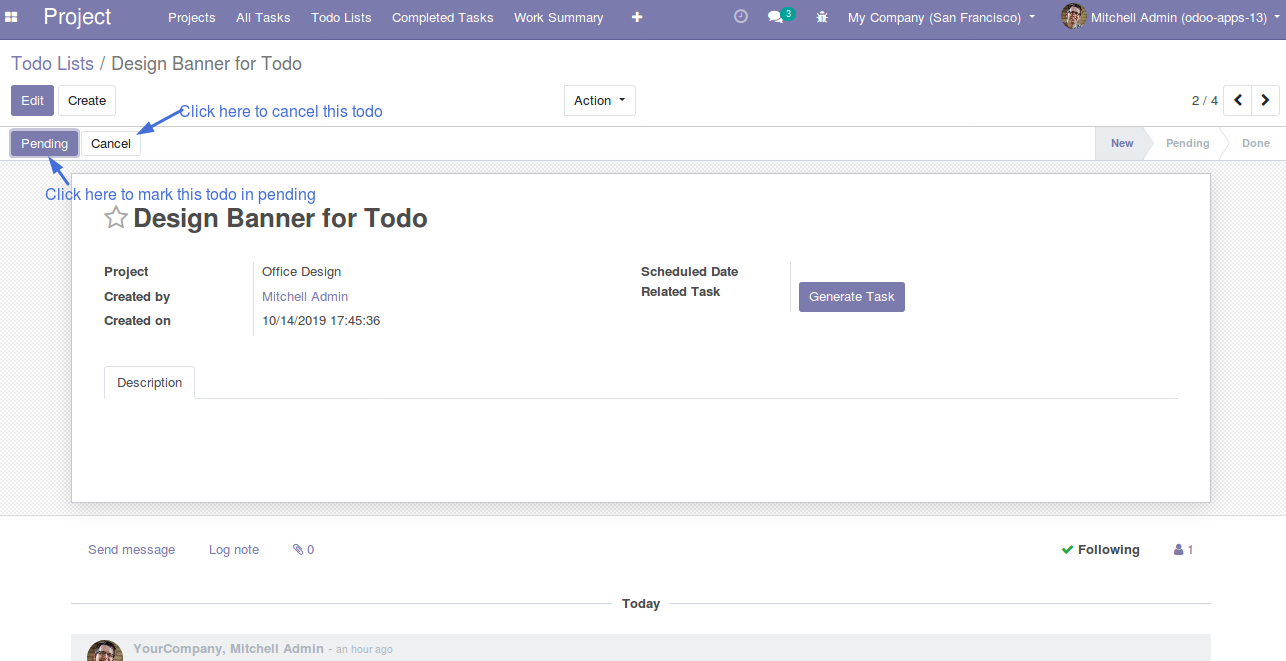 Project Projects All Tasks Todo Lists Completed Tasks Work Summary 3 My Company (San Francisco) Mitchell Admin (odoo-apps-13)
Todo Lists / Design Banner for Todo
Edit Create Action 2 / 4
Click here to cancel this todo
Pending Cancel New Pending Done
Click here to mark this todo in pending
Design Banner for Todo
Project Office Design Scheduled Date
Created by Mitchell Admin Related Task Generate Task
Created on 10/14/2019 17:45:36
Description
Send message Log note 0 Following 1
Today
YourCompany, Mitchell Admin - an hour ago